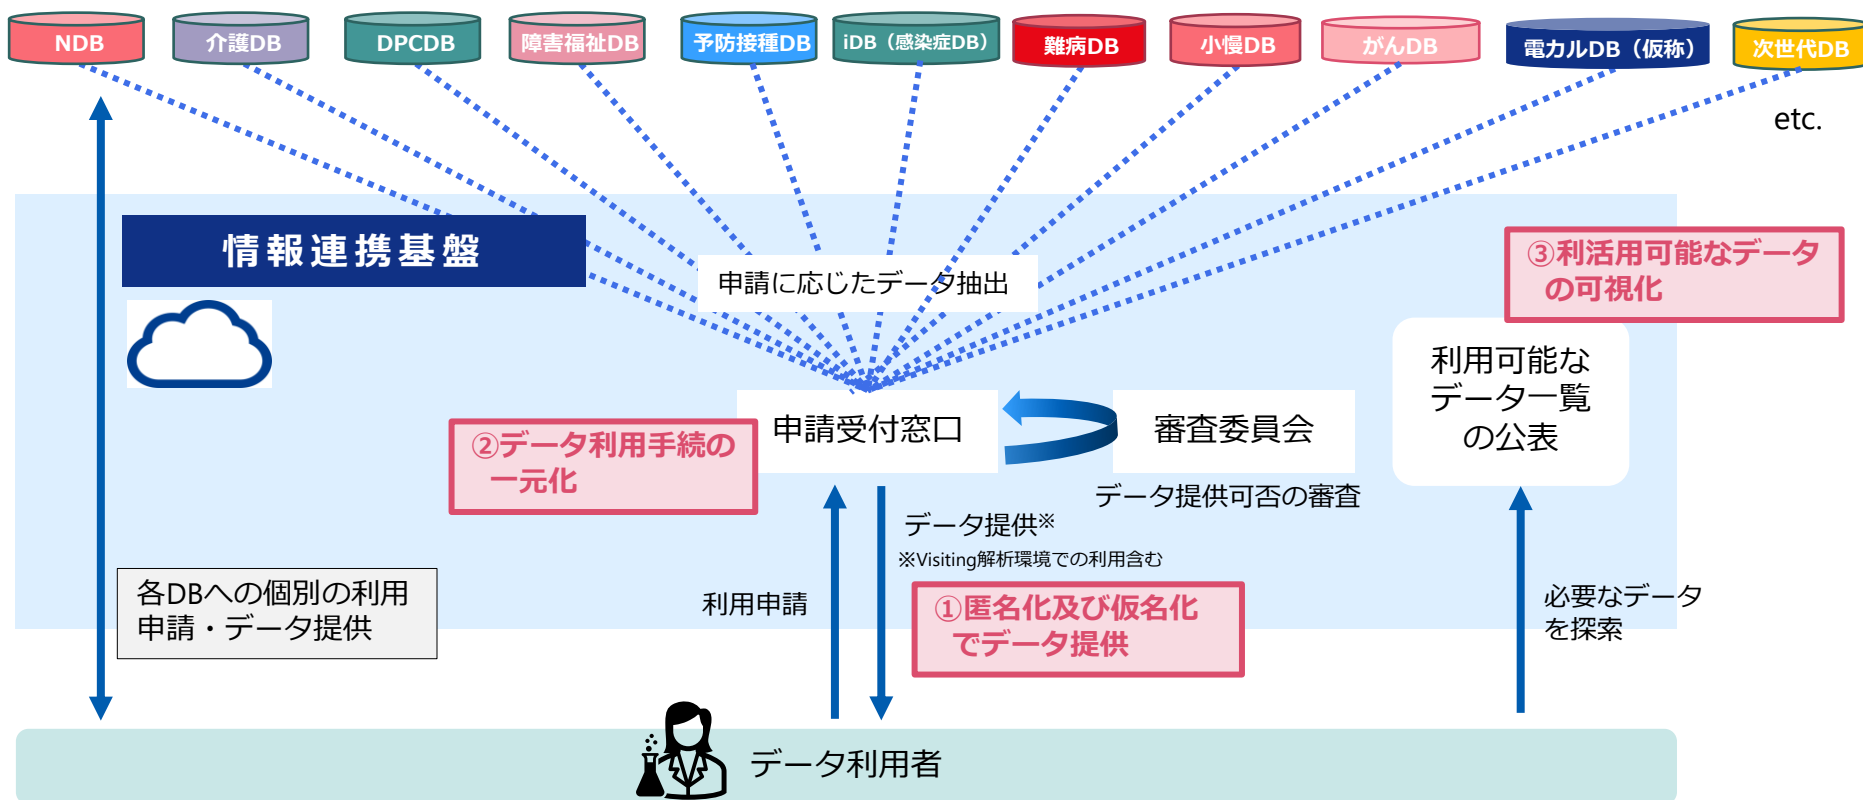 NDB
介護DB
DPCDB
障害福祉DB
予防接種DB
iDB（感染症DB）
難病DB
小慢DB
がんDB
電カルDB（仮称）
次世代DB
etc.
情報連携基盤
申請に応じたデータ抽出
③利活用可能なデータ
の可視化
利用可能な
データ一覧
の公表
申請受付窓口
審査委員会
②データ利用手続の
一元化
データ提供可否の審査
データ提供※
※Visiting解析環境での利用含む
各DBへの個別の利用
申請・データ提供
利用申請
①匿名化及び仮名化
でデータ提供
必要なデータ
を探索
データ利用者